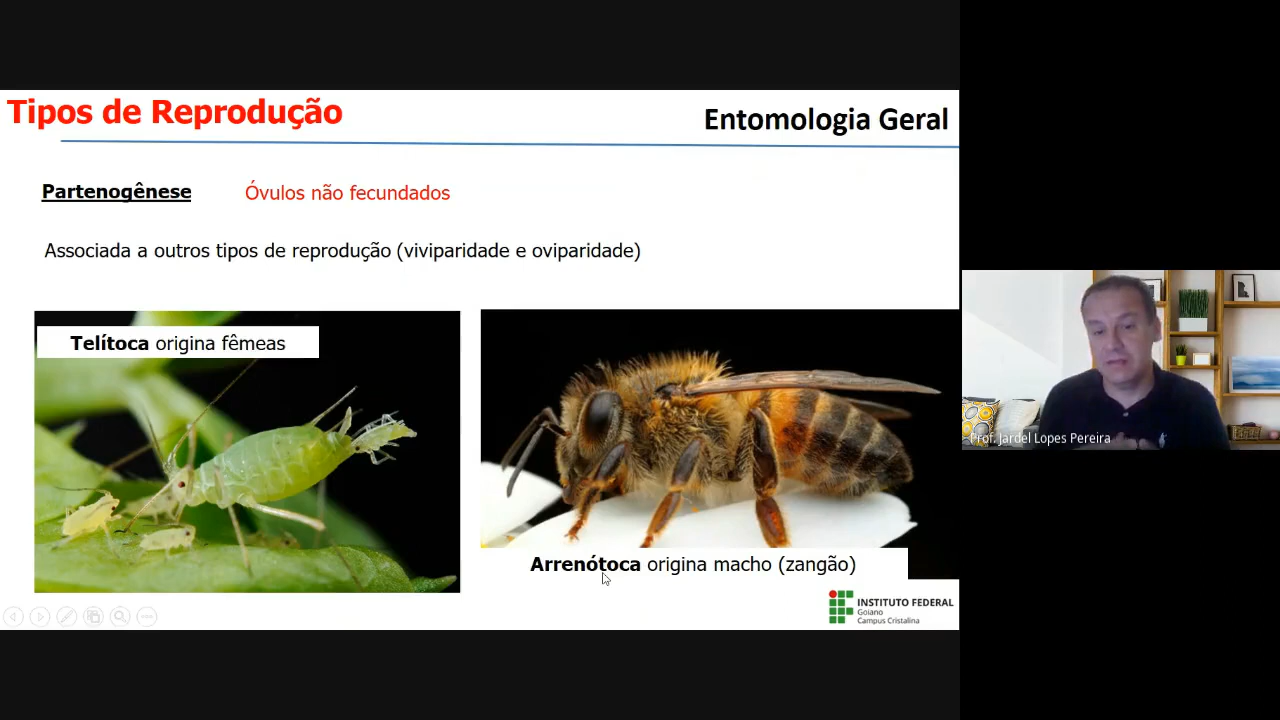 Tipos de Reprodução
Entomologia Geral
Partenogênese
Óvulos não fecundados
Associada a outros tipos de reprodução (viviparidade e oviparidade)
Telítoca origina fêmeas
Prof. Jardel Lopes Pereira
Arrenótoca origina macho (zangão)
INSTITUTO FEDERAL
Goiano
Campus Cristalina